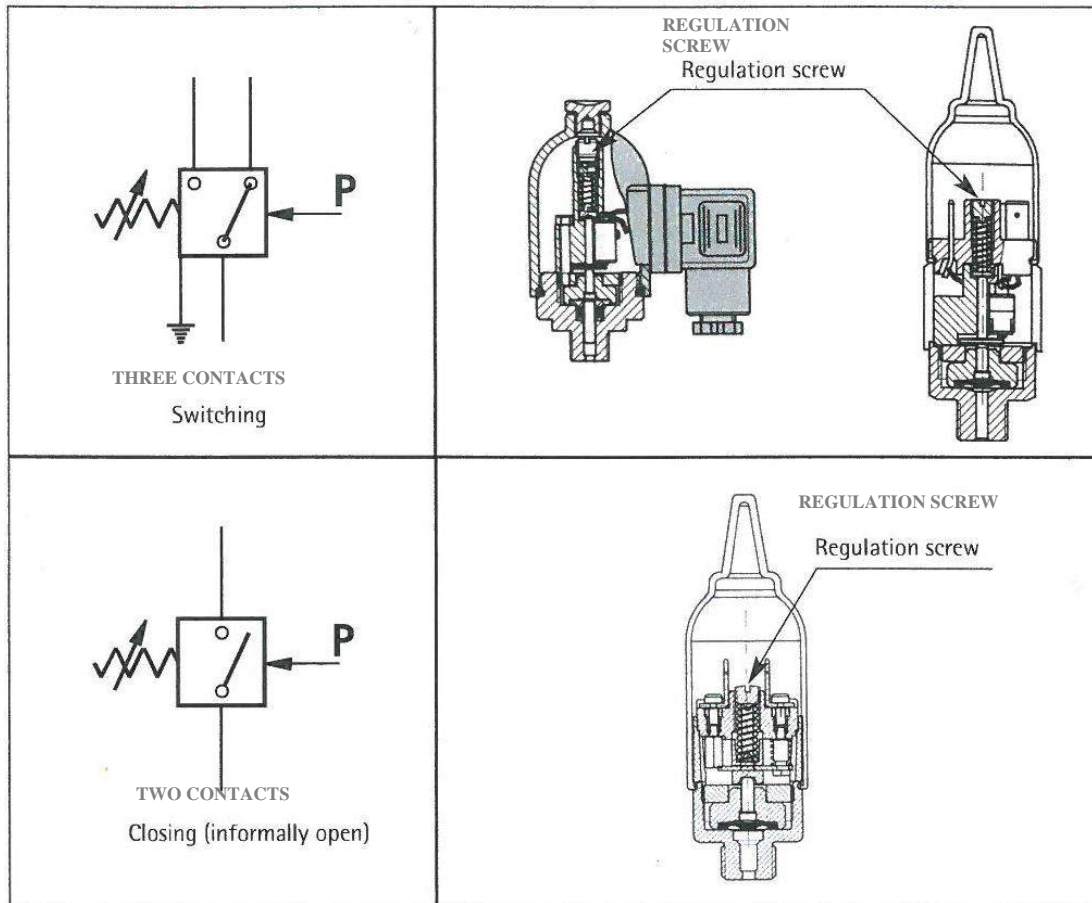 REGULATION
SCREW
Regulation screw
P
THREE CONTACTS
Switching
REGULATION SCREW
Regulation screw
P
TWO CONTACTS
Closing (informally open)